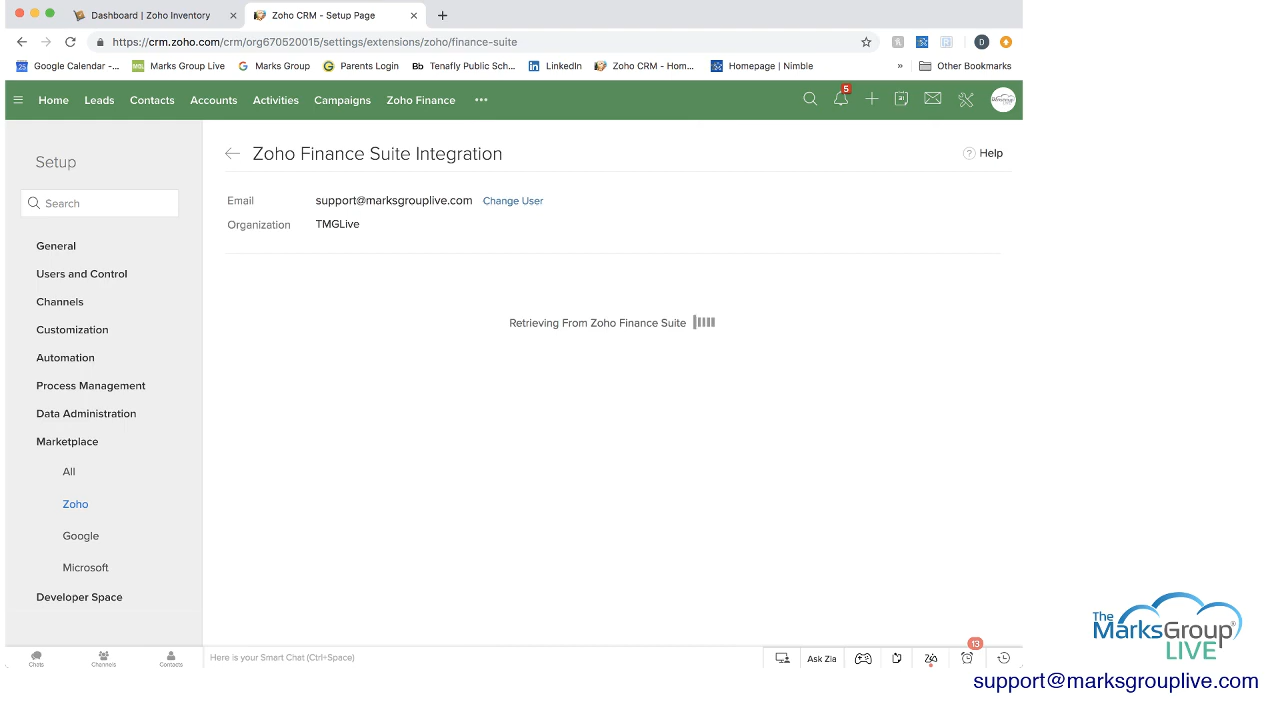 Dashboard | Zoho Inventory
Zoho CRM - Setup Page
https://crm.zoho.com/crm/org670520015/settings/extensions/zoho/finance-suite
Google Calendar -...
Marks Group Live
Marks Group
Parents Login
Bb Tenafly Public Sch...
LinkedIn
Zoho CRM - Hom...
Homepage | Nimble
»
Other Bookmarks
Home Leads Contacts Accounts Activities Campaigns Zoho Finance •••
5
Setup
Search
General
Users and Control
Channels
Customization
Automation
Process Management
Data Administration
Marketplace
All
Zoho
Google
Microsoft
Developer Space
Zoho Finance Suite Integration
Help
Email support@marksgrouplive.com Change User
Organization TMGLive
Retrieving From Zoho Finance Suite
Chats Channels Contacts
Here is your Smart Chat (Ctrl+Space)
Ask Zia
13
The
MarksGroup®
LIVE
support@marksgrouplive.com